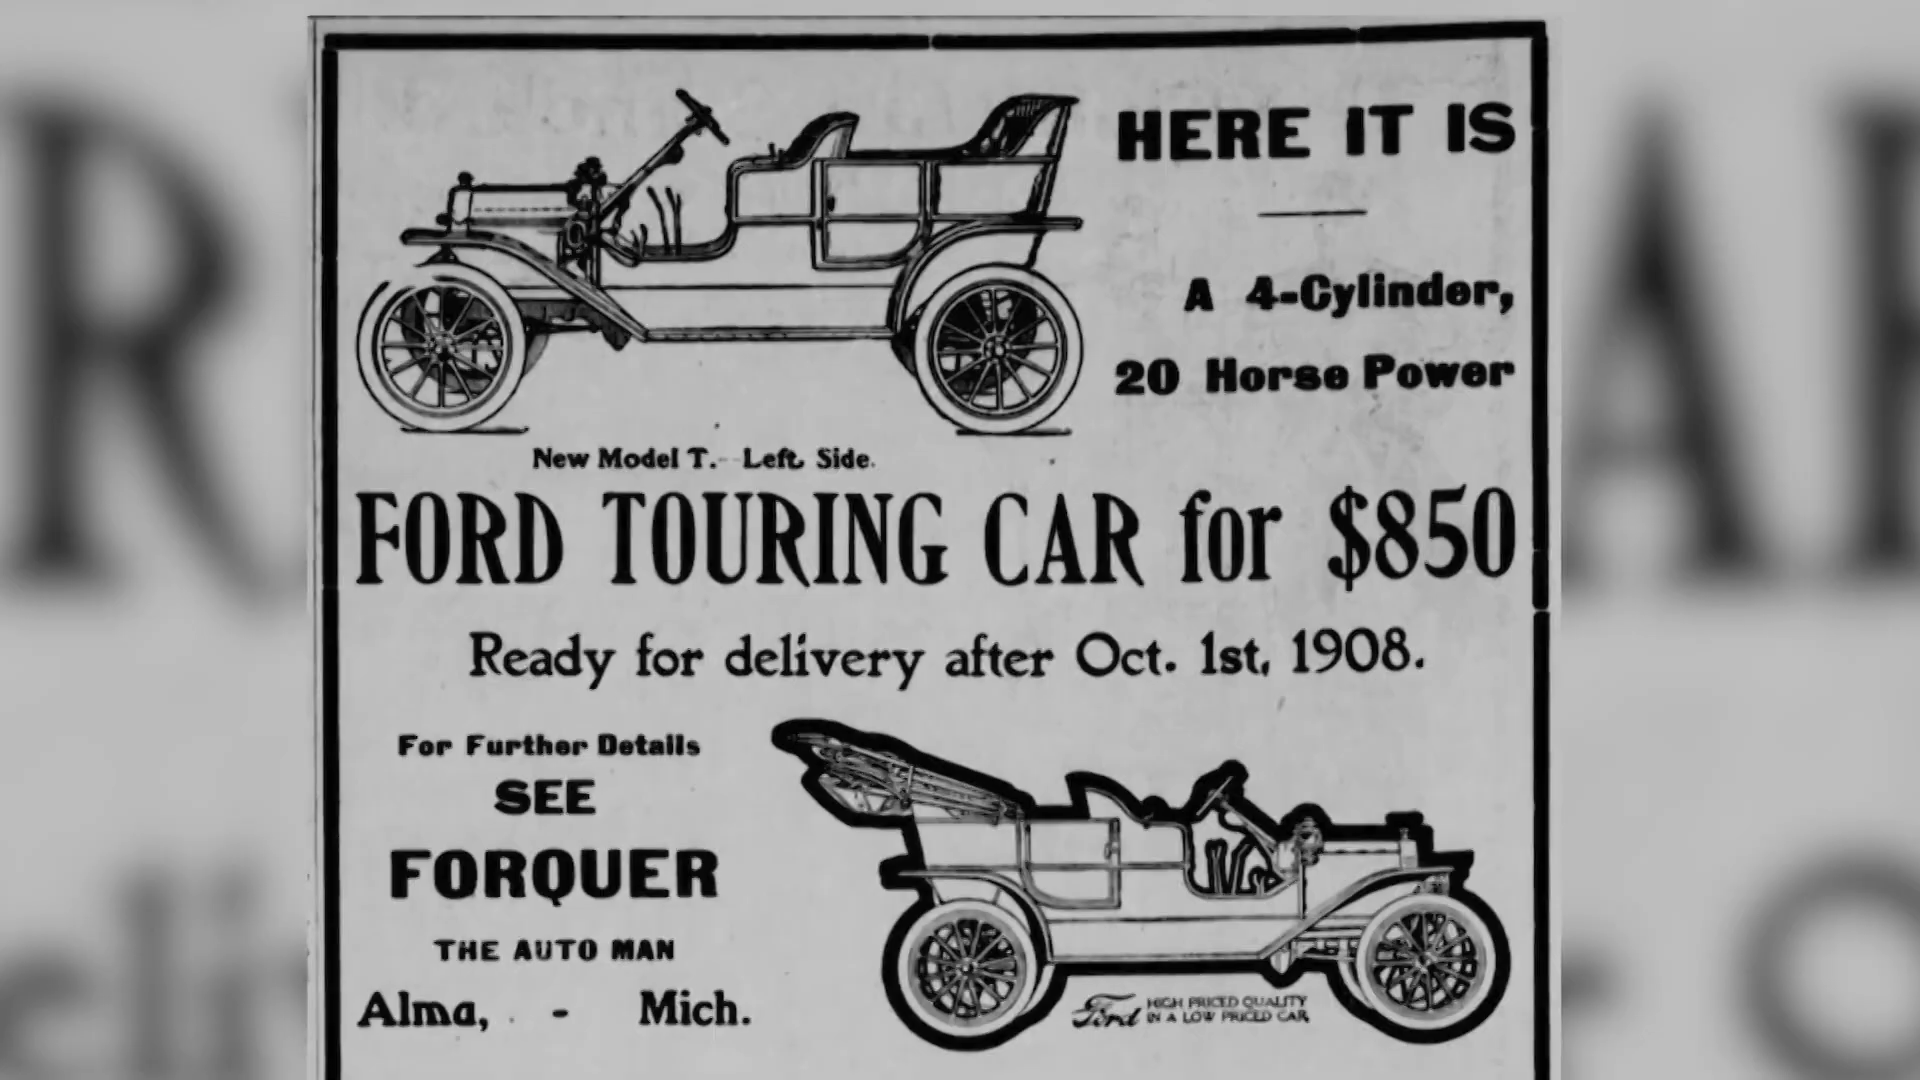 HERE IT IS
A 4-Cylinder,
20 Horse Power
New Model T. Left Side.
FORD TOURING CAR for $850
Ready for delivery after Oct. 1st, 1908.
For Further Details
SEE
FORQUER
THE AUTO MAN
Alma, - Mich.
Ford HIGH PRICED QUALITY
IN A LOW PRICED CAR